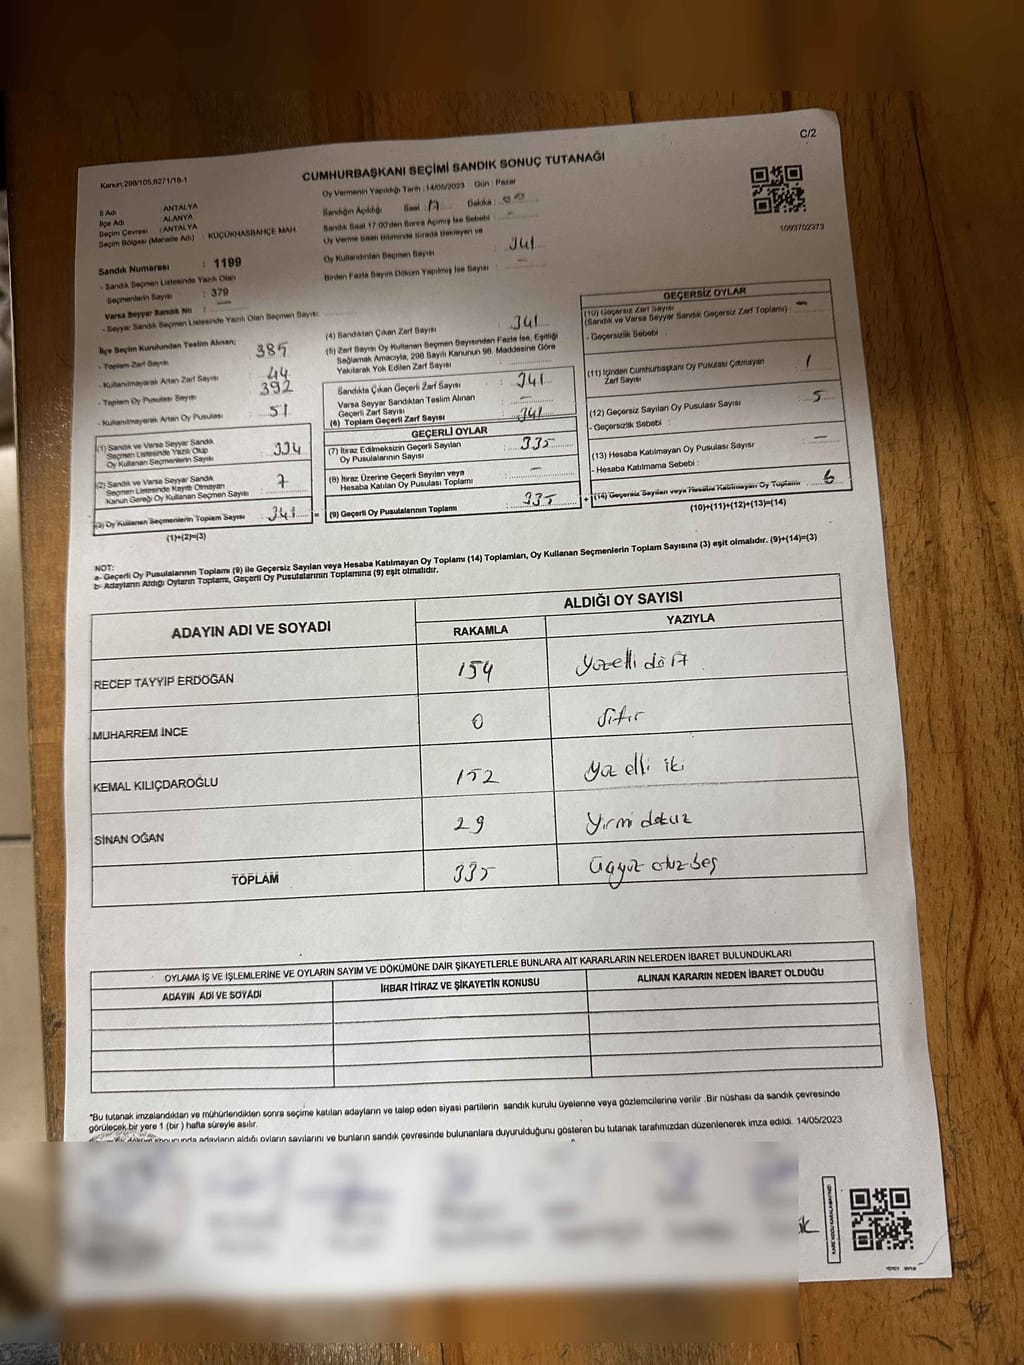 C/2
Kanun.298/105,6271/18-1
CUMHURBAŞKANI SEÇİMİ SANDIK SONUÇ TUTANAĞI
Oy Vermenin Yapıldığı Tarih : 14/05/2023 Gün : Pazar
İl Adı : ANTALYA
İlçe Adı : ALANYA
Seçim Çevresi : ANTALYA
Seçim Bölgesi (Mahalle Adı) : KÜÇÜKHASBAHÇE MAH
Sandığın Açıldığı Saat : 17 Dakika : 00
Sandık Saat 17:00'den Sonra Açılmış İse Sebebi : -
Oy Verme Saati Bitiminde Sırada Bekleyen ve
Oy Kullandırılan Seçmen Sayısı : 341
Birden Fazla Sayım Döküm Yapılmış İse Sayısı : -
1093702373
Sandık Numarası : 1199
- Sandık Seçmen Listesinde Yazılı Olan
Seçmenlerin Sayısı : 379
Varsa Seyyar Sandık No : -
- Seyyar Sandık Seçmen Listesinde Yazılı Olan Seçmen Sayısı:
İlçe Seçim Kurulundan Teslim Alınan;
- Toplam Zarf Sayısı : 385
- Kullanılmayarak Artan Zarf Sayısı : 44
- Toplam Oy Pusulası Sayısı : 392
- Kullanılmayarak Artan Oy Pusulası : 51
(1) Sandık ve Varsa Seyyar Sandık
Seçmen Listesinde Yazılı Olup
Oy Kullanan Seçmenlerin Sayısı : 334
(2) Sandık ve Varsa Seyyar Sandık
Seçmen Listesinde Kayıtlı Olmayan
Kanun Gereği Oy Kullanan Seçmen Sayısı : 7
(3) Oy Kullanan Seçmenlerin Toplam Sayısı : 341 =
(1)+(2)=(3)
(4) Sandıktan Çıkan Zarf Sayısı : 341
(5) Zarf Sayısı Oy Kullanan Seçmen Sayısından Fazla İse, Eşitliği
Sağlamak Amacıyla, 298 Sayılı Kanunun 98. Maddesine Göre
Yakılarak Yok Edilen Zarf Sayısı :
Sandıkta Çıkan Geçerli Zarf Sayısı : 341
Varsa Seyyar Sandıktan Teslim Alınan
Geçerli Zarf Sayısı : -
(6) Toplam Geçerli Zarf Sayısı : 341
GEÇERLİ OYLAR
(7) İtiraz Edilmeksizin Geçerli Sayılan
Oy Pusulalarının Sayısı : 335
(8) İtiraz Üzerine Geçerli Sayılan veya
Hesaba Katılan Oy Pusulası Toplamı : -
(9) Geçerli Oy Pusulalarının Toplamı : 335 +
GEÇERSİZ OYLAR
(10) Geçersiz Zarf Sayısı
(Sandık ve Varsa Seyyar Sandık Geçersiz Zarf Toplamı) : -
- Geçersizlik Sebebi :
(11) İçinden Cumhurbaşkanı Oy Pusulası Çıkmayan
Zarf Sayısı : 1
(12) Geçersiz Sayılan Oy Pusulası Sayısı : 5
- Geçersizlik Sebebi :
(13) Hesaba Katılmayan Oy Pusulası Sayısı : -
- Hesaba Katılmama Sebebi :
(14) Geçersiz Sayılan veya Hesaba Katılmayan Oy Toplamı : 6
(10)+(11)+(12)+(13)=(14)
NOT:
a- Geçerli Oy Pusulalarının Toplamı (9) ile Geçersiz Sayılan veya Hesaba Katılmayan Oy Toplamı (14) Toplamları, Oy Kullanan Seçmenlerin Toplam Sayısına (3) eşit olmalıdır. (9)+(14)=(3)
b- Adayların Aldığı Oyların Toplamı, Geçerli Oy Pusulalarının Toplamına (9) eşit olmalıdır.
ADAYIN ADI VE SOYADI
ALDIĞI OY SAYISI
RAKAMLA YAZIYLA
RECEP TAYYİP ERDOĞAN 154 yüzelli dört
MUHARREM İNCE 0 sıfır
KEMAL KILIÇDAROĞLU 152 yüz elli iki
SİNAN OĞAN 29 yirmi dokuz
TOPLAM 335 üçyüz otuz beş
OYLAMA İŞ VE İŞLEMLERİNE VE OYLARIN SAYIM VE DÖKÜMÜNE DAİR ŞİKAYETLERLE BUNLARA AİT KARARLARIN NELERDEN İBARET BULUNDUKLARI
ADAYIN ADI VE SOYADI İHBAR İTİRAZ VE ŞİKAYETİN KONUSU ALINAN KARARIN NEDEN İBARET OLDUĞU
*Bu tutanak imzalandıktan ve mühürlendikten sonra seçime katılan adayların ve talep eden siyasi partilerin sandık kurulu üyelerine veya gözlemcilerine verilir .Bir nüshası da sandık çevresinde
görülecek bir yere 1 (bir ) hafta süreyle asılır.
sonucunda adayların aldığı oyların sayılarını ve bunların sandık çevresinde bulunanlara duyurulduğunu gösteren bu tutanak tarafımızdan düzenlenerek imza edildi. 14/05/2023